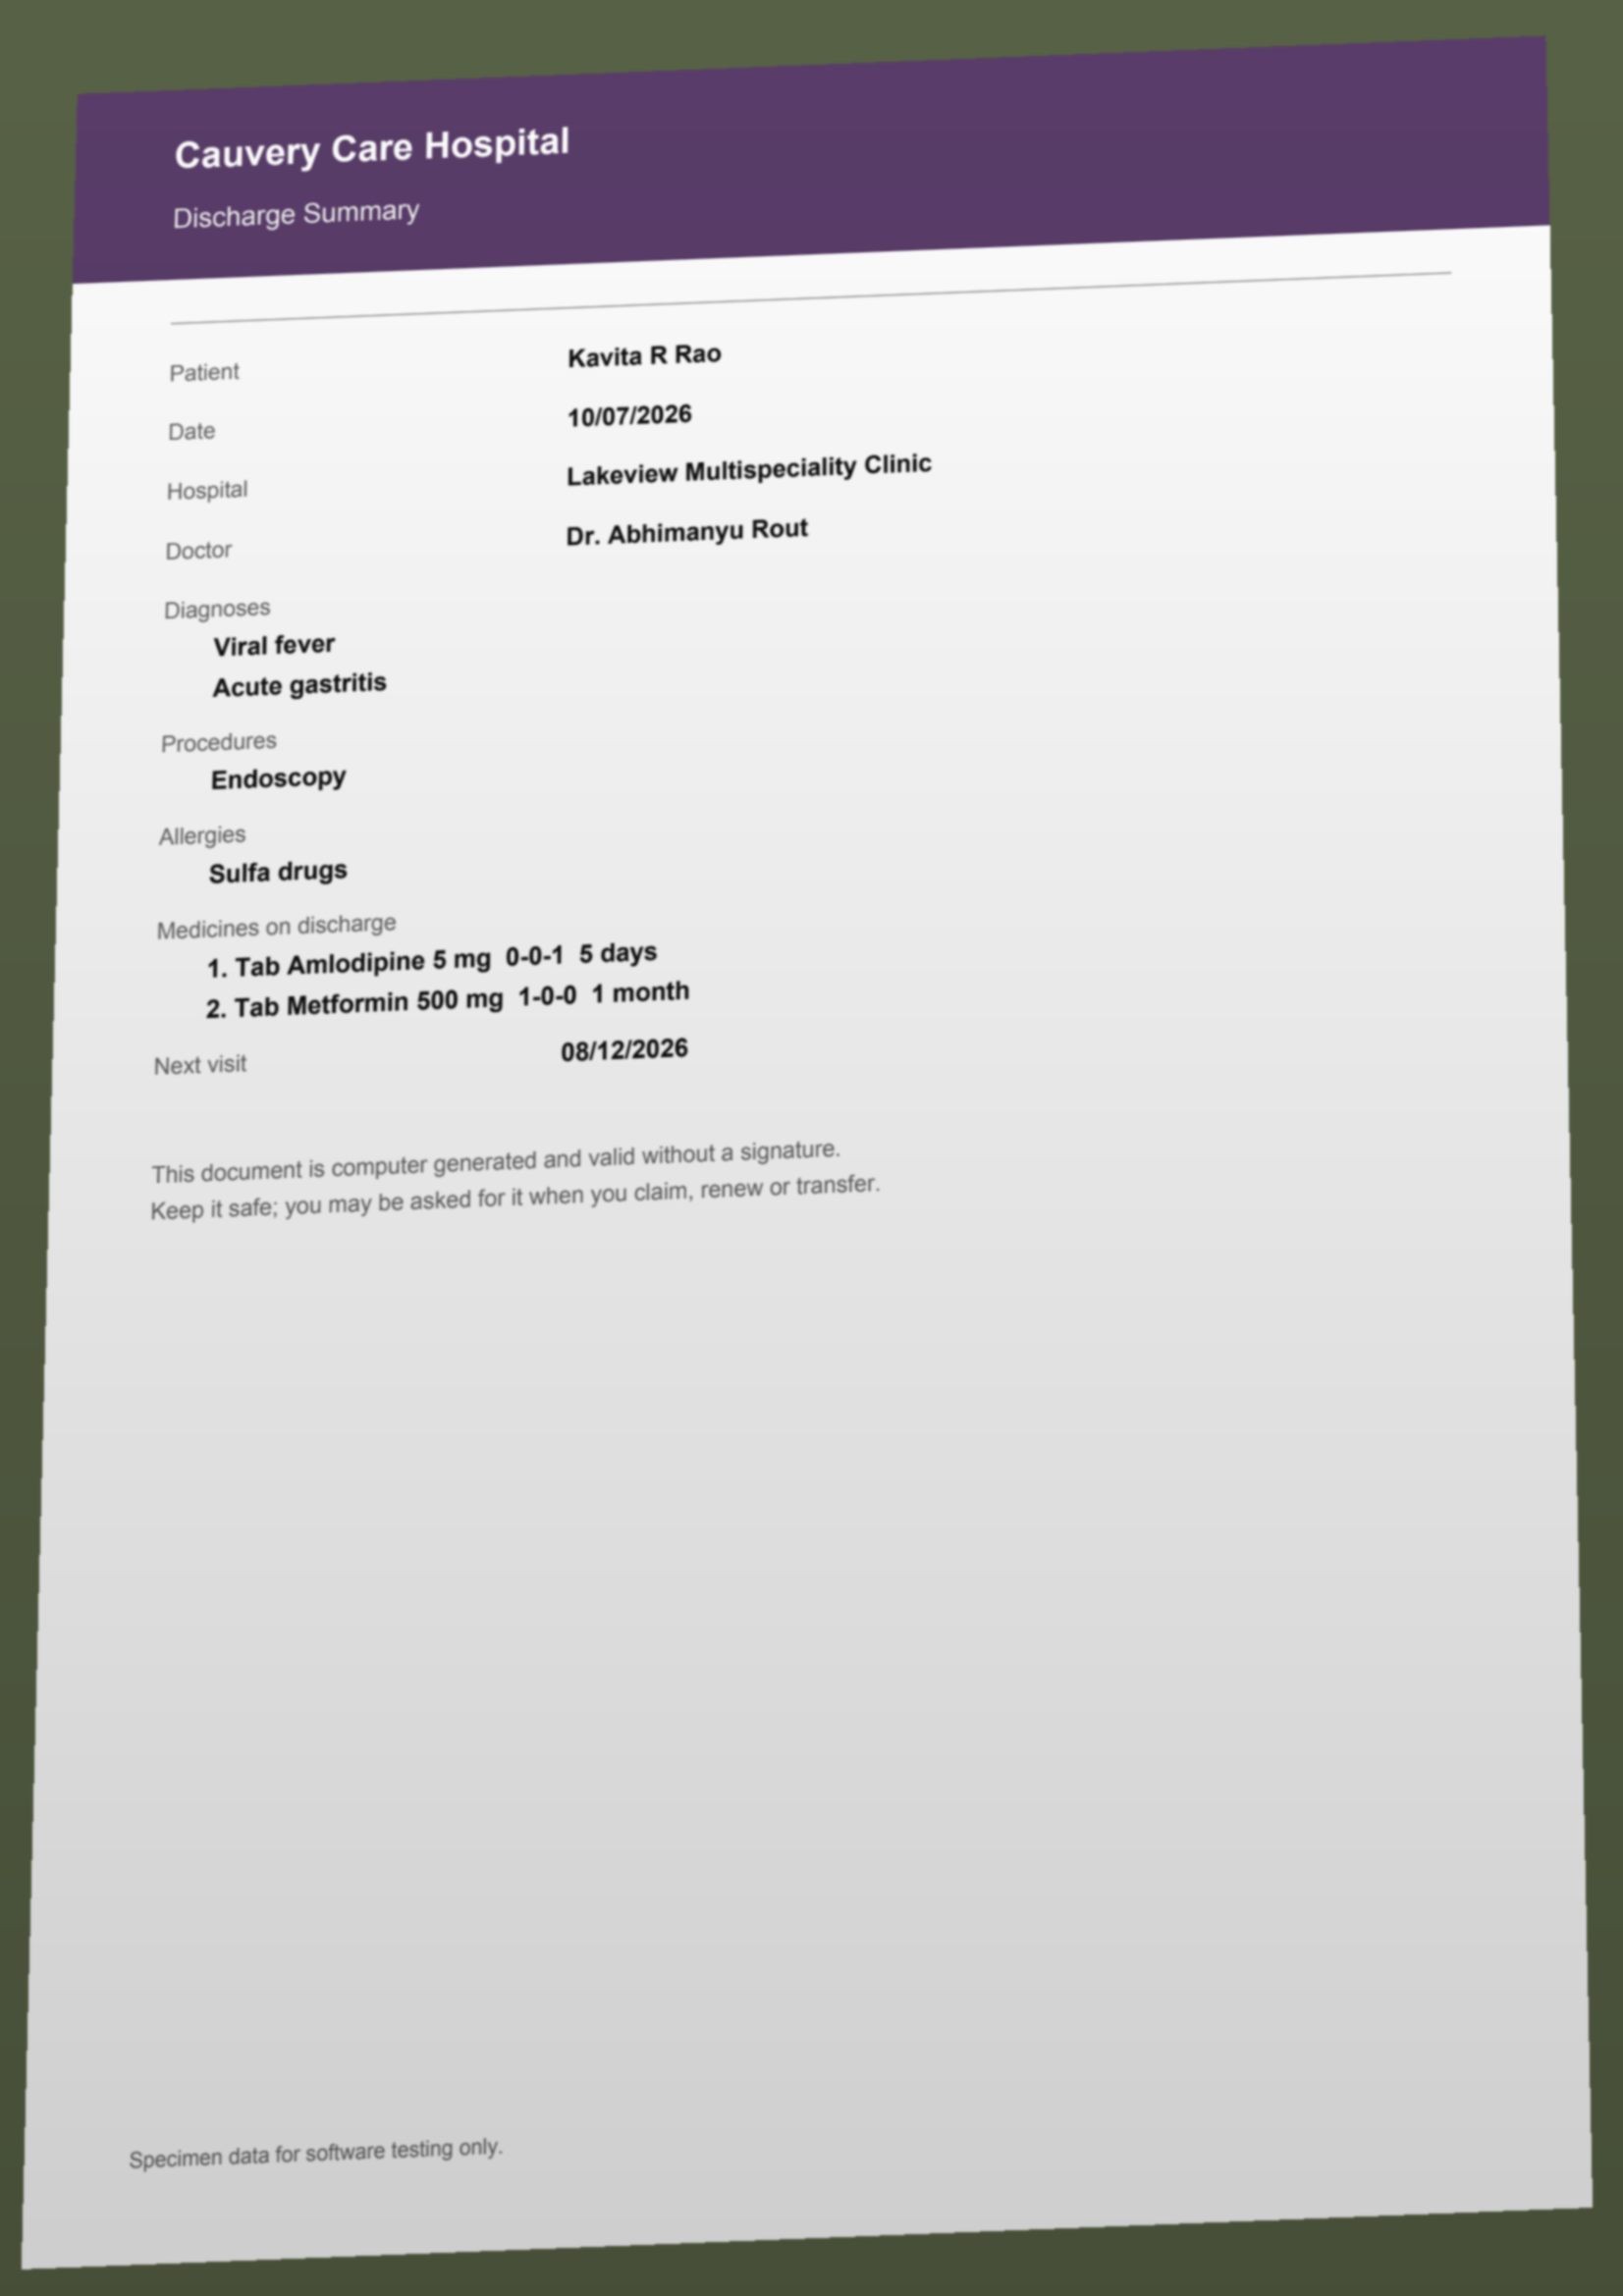 Cauvery Care Hospital
Discharge Summary
Patient Kavita R Rao
Date 10/07/2026
Hospital Lakeview Multispeciality Clinic
Doctor Dr. Abhimanyu Rout
Diagnoses
Viral fever
Acute gastritis
Procedures
Endoscopy
Allergies
Sulfa drugs
Medicines on discharge
1. Tab Amlodipine 5 mg 0-0-1 5 days
2. Tab Metformin 500 mg 1-0-0 1 month
Next visit 08/12/2026
This document is computer generated and valid without a signature.
Keep it safe; you may be asked for it when you claim, renew or transfer.
Specimen data for software testing only.